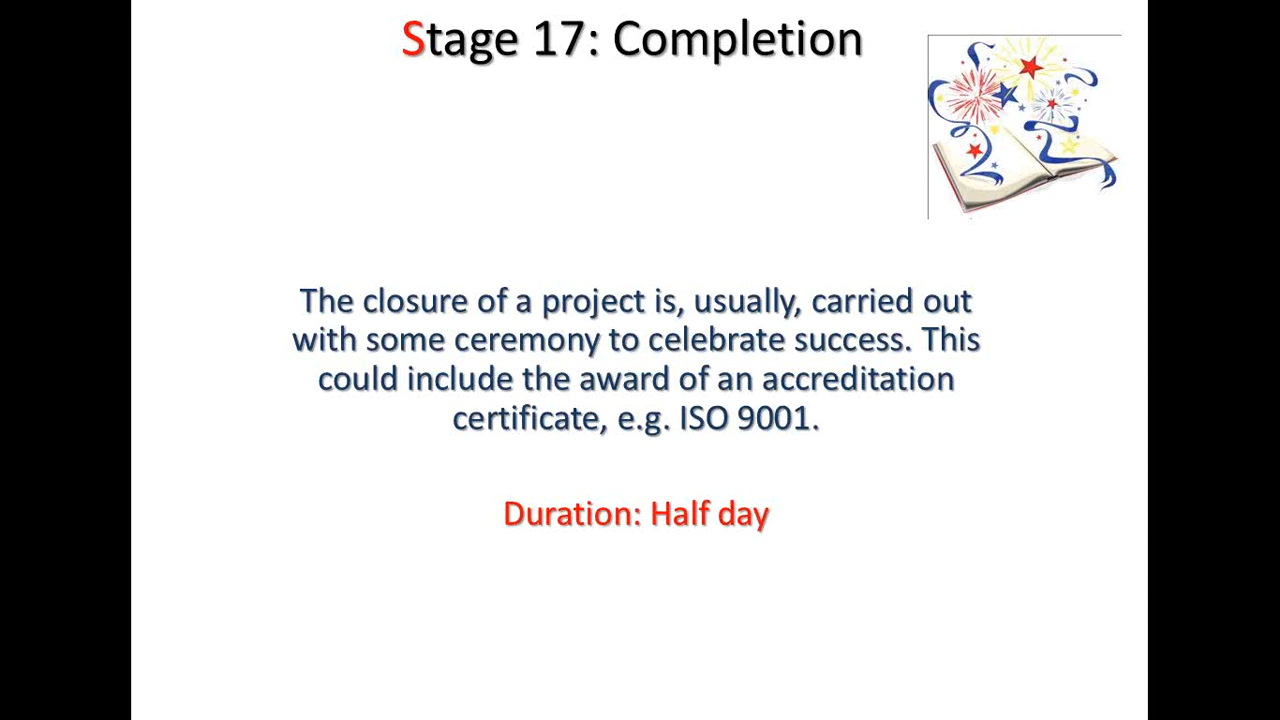 Stage 17: Completion
The closure of a project is, usually, carried out
with some ceremony to celebrate success. This
could include the award of an accreditation
certificate, e.g. ISO 9001.
Duration: Half day